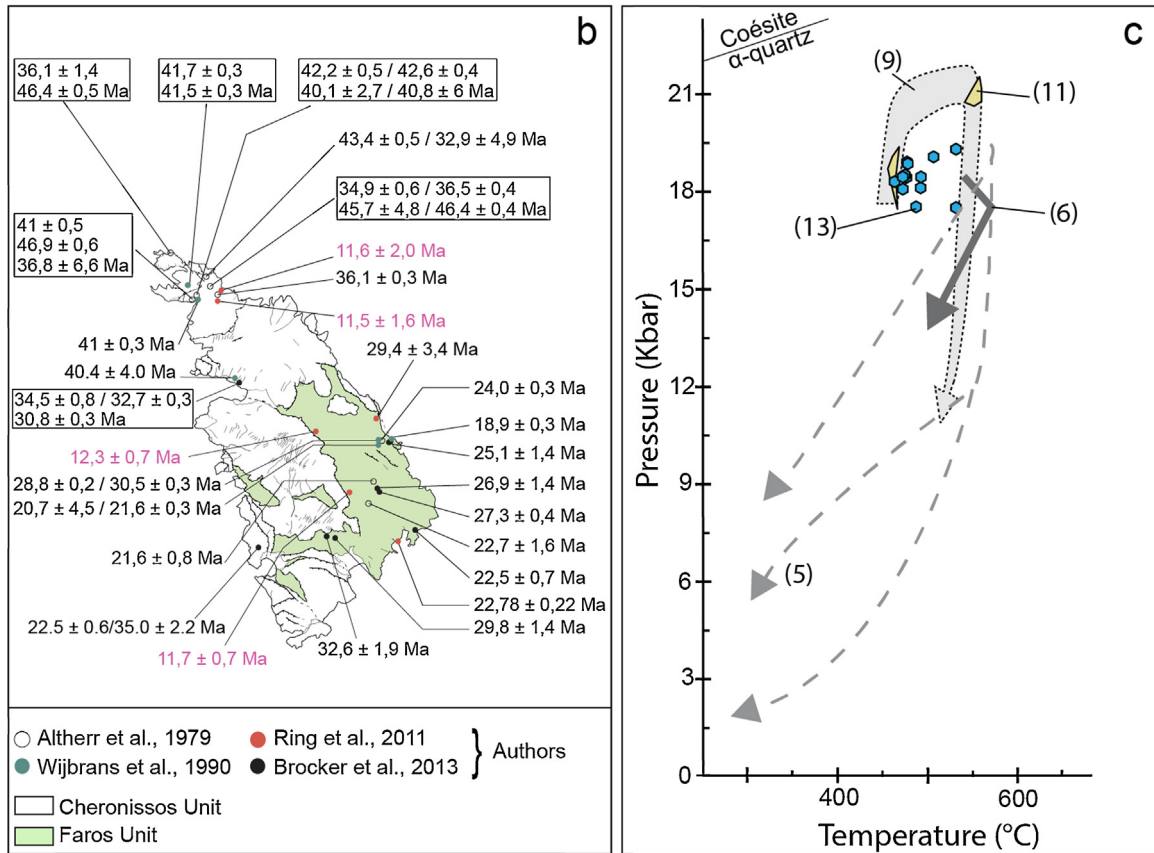 b
36,1 ± 1,4
46,4 ± 0,5 Ma
41,7 ± 0,3
41,5 ± 0,3 Ma
42,2 ± 0,5 / 42,6 ± 0,4
40,1 ± 2,7 / 40,8 ± 6 Ma
43,4 ± 0,5 / 32,9 ± 4,9 Ma
34,9 ± 0,6 / 36,5 ± 0,4
45,7 ± 4,8 / 46,4 ± 0,4 Ma
41 ± 0,5
46,9 ± 0,6
36,8 ± 6,6 Ma
11,6 ± 2,0 Ma
36,1 ± 0,3 Ma
11,5 ± 1,6 Ma
41 ± 0,3 Ma
29,4 ± 3,4 Ma
40.4 ± 4.0 Ma
24,0 ± 0,3 Ma
34,5 ± 0,8 / 32,7 ± 0,3
30,8 ± 0,3 Ma
18,9 ± 0,3 Ma
12,3 ± 0,7 Ma
25,1 ± 1,4 Ma
28,8 ± 0,2 / 30,5 ± 0,3 Ma
26,9 ± 1,4 Ma
20,7 ± 4,5 / 21,6 ± 0,3 Ma
27,3 ± 0,4 Ma
22,7 ± 1,6 Ma
21,6 ± 0,8 Ma
22,5 ± 0,7 Ma
22,78 ± 0,22 Ma
22.5 ± 0.6/35.0 ± 2.2 Ma
29,8 ± 1,4 Ma
32,6 ± 1,9 Ma
11,7 ± 0,7 Ma
Altherr et al., 1979
Ring et al., 2011
Wijbrans et al., 1990
Brocker et al., 2013
} Authors
Cheronissos Unit
Faros Unit
c
Coésite
α-quartz
(9)
(11)
(13)
(6)
(5)
21
18
15
12
9
6
3
0
Pressure (Kbar)
400
600
Temperature (°C)